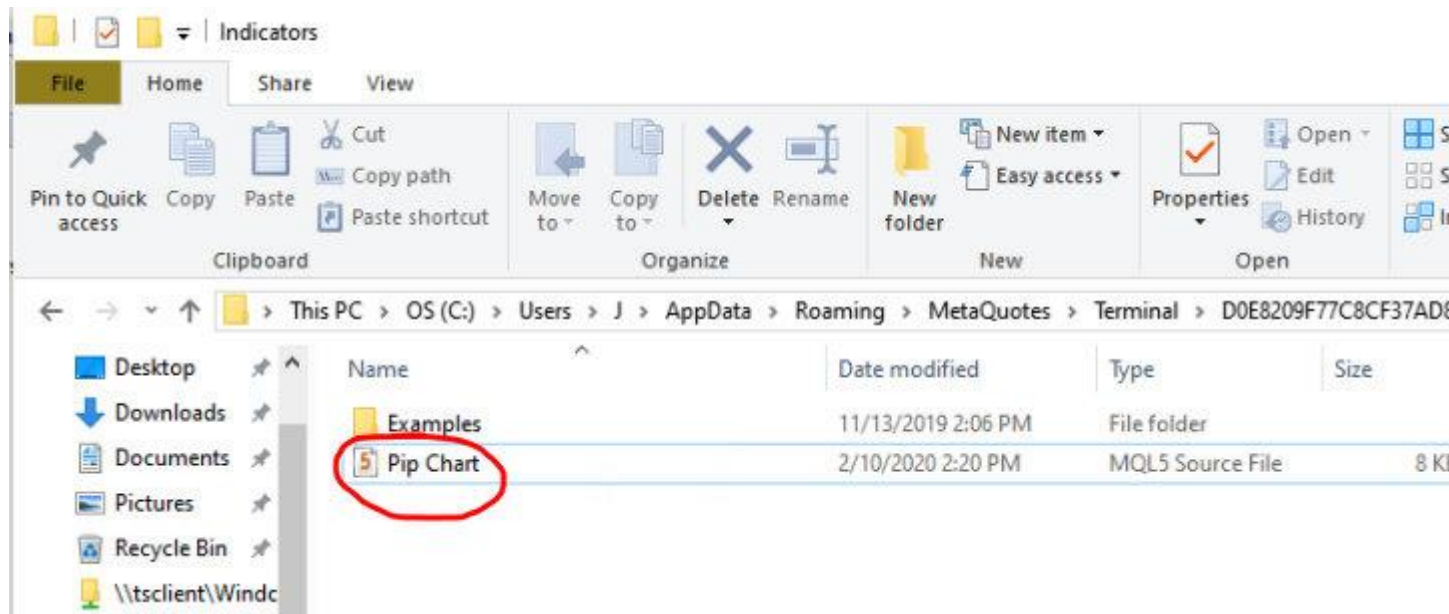 Indicators
File Home Share View
Pin to Quick access
Copy
Paste
Cut
Copy path
Paste shortcut
Clipboard
Move to
Copy to
Delete
Rename
Organize
New folder
New item
Easy access
New
Properties
Open
Edit
History
Open
This PC > OS (C:) > Users > J > AppData > Roaming > MetaQuotes > Terminal > D0E8209F77C8CF37AD8
Name Date modified Type Size
Examples 11/13/2019 2:06 PM File folder
Pip Chart 2/10/2020 2:20 PM MQL5 Source File 8 K
Desktop
Downloads
Documents
Pictures
Recycle Bin
\\tsclient\Windc